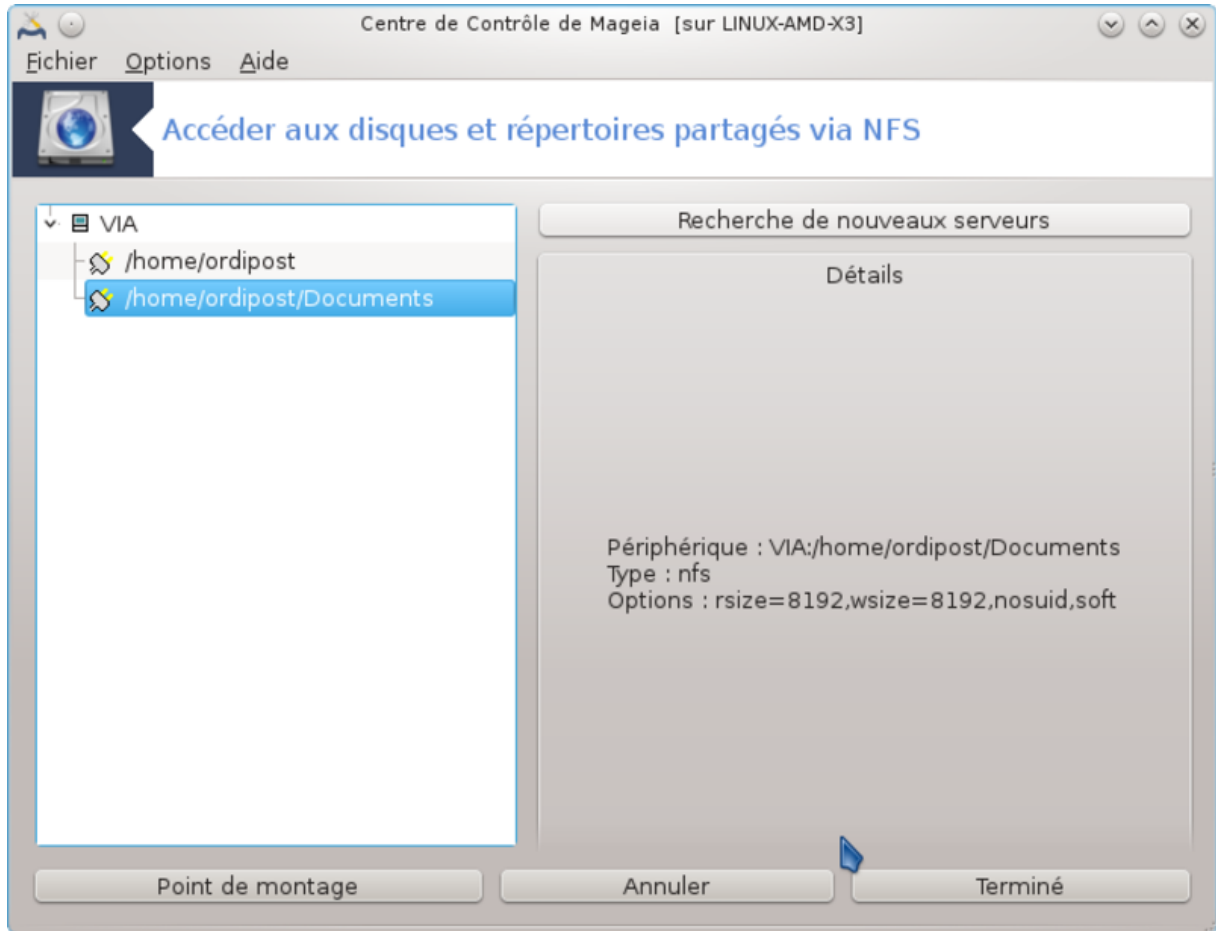 Centre de Contrôle de Mageia [sur LINUX-AMD-X3]
Fichier Options Aide
Accéder aux disques et répertoires partagés via NFS
VIA
/home/ordipost
/home/ordipost/Documents
Recherche de nouveaux serveurs
Détails
Périphérique : VIA:/home/ordipost/Documents
Type : nfs
Options : rsize=8192,wsize=8192,nosuid,soft
Point de montage
Annuler
Terminé